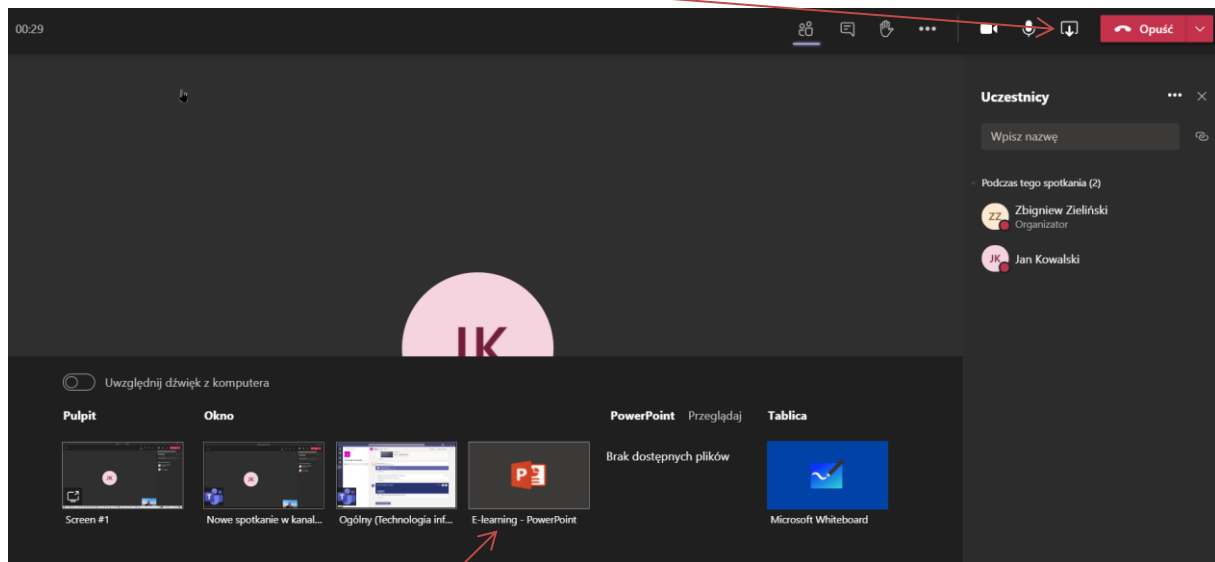 00:29
Opuść
Uczestnicy
Wpisz nazwę
Podczas tego spotkania (2)
ZZ
Zbigniew Zieliński
Organizator
JK
Jan Kowalski
JK
Uwzględnij dźwięk z komputera
Pulpit
Okno
PowerPoint
Przeglądaj
Tablica
Brak dostępnych plików
Screen #1
Nowe spotkanie w kanal...
Ogólny (Technologia inf...
E-learning - PowerPoint
Microsoft Whiteboard